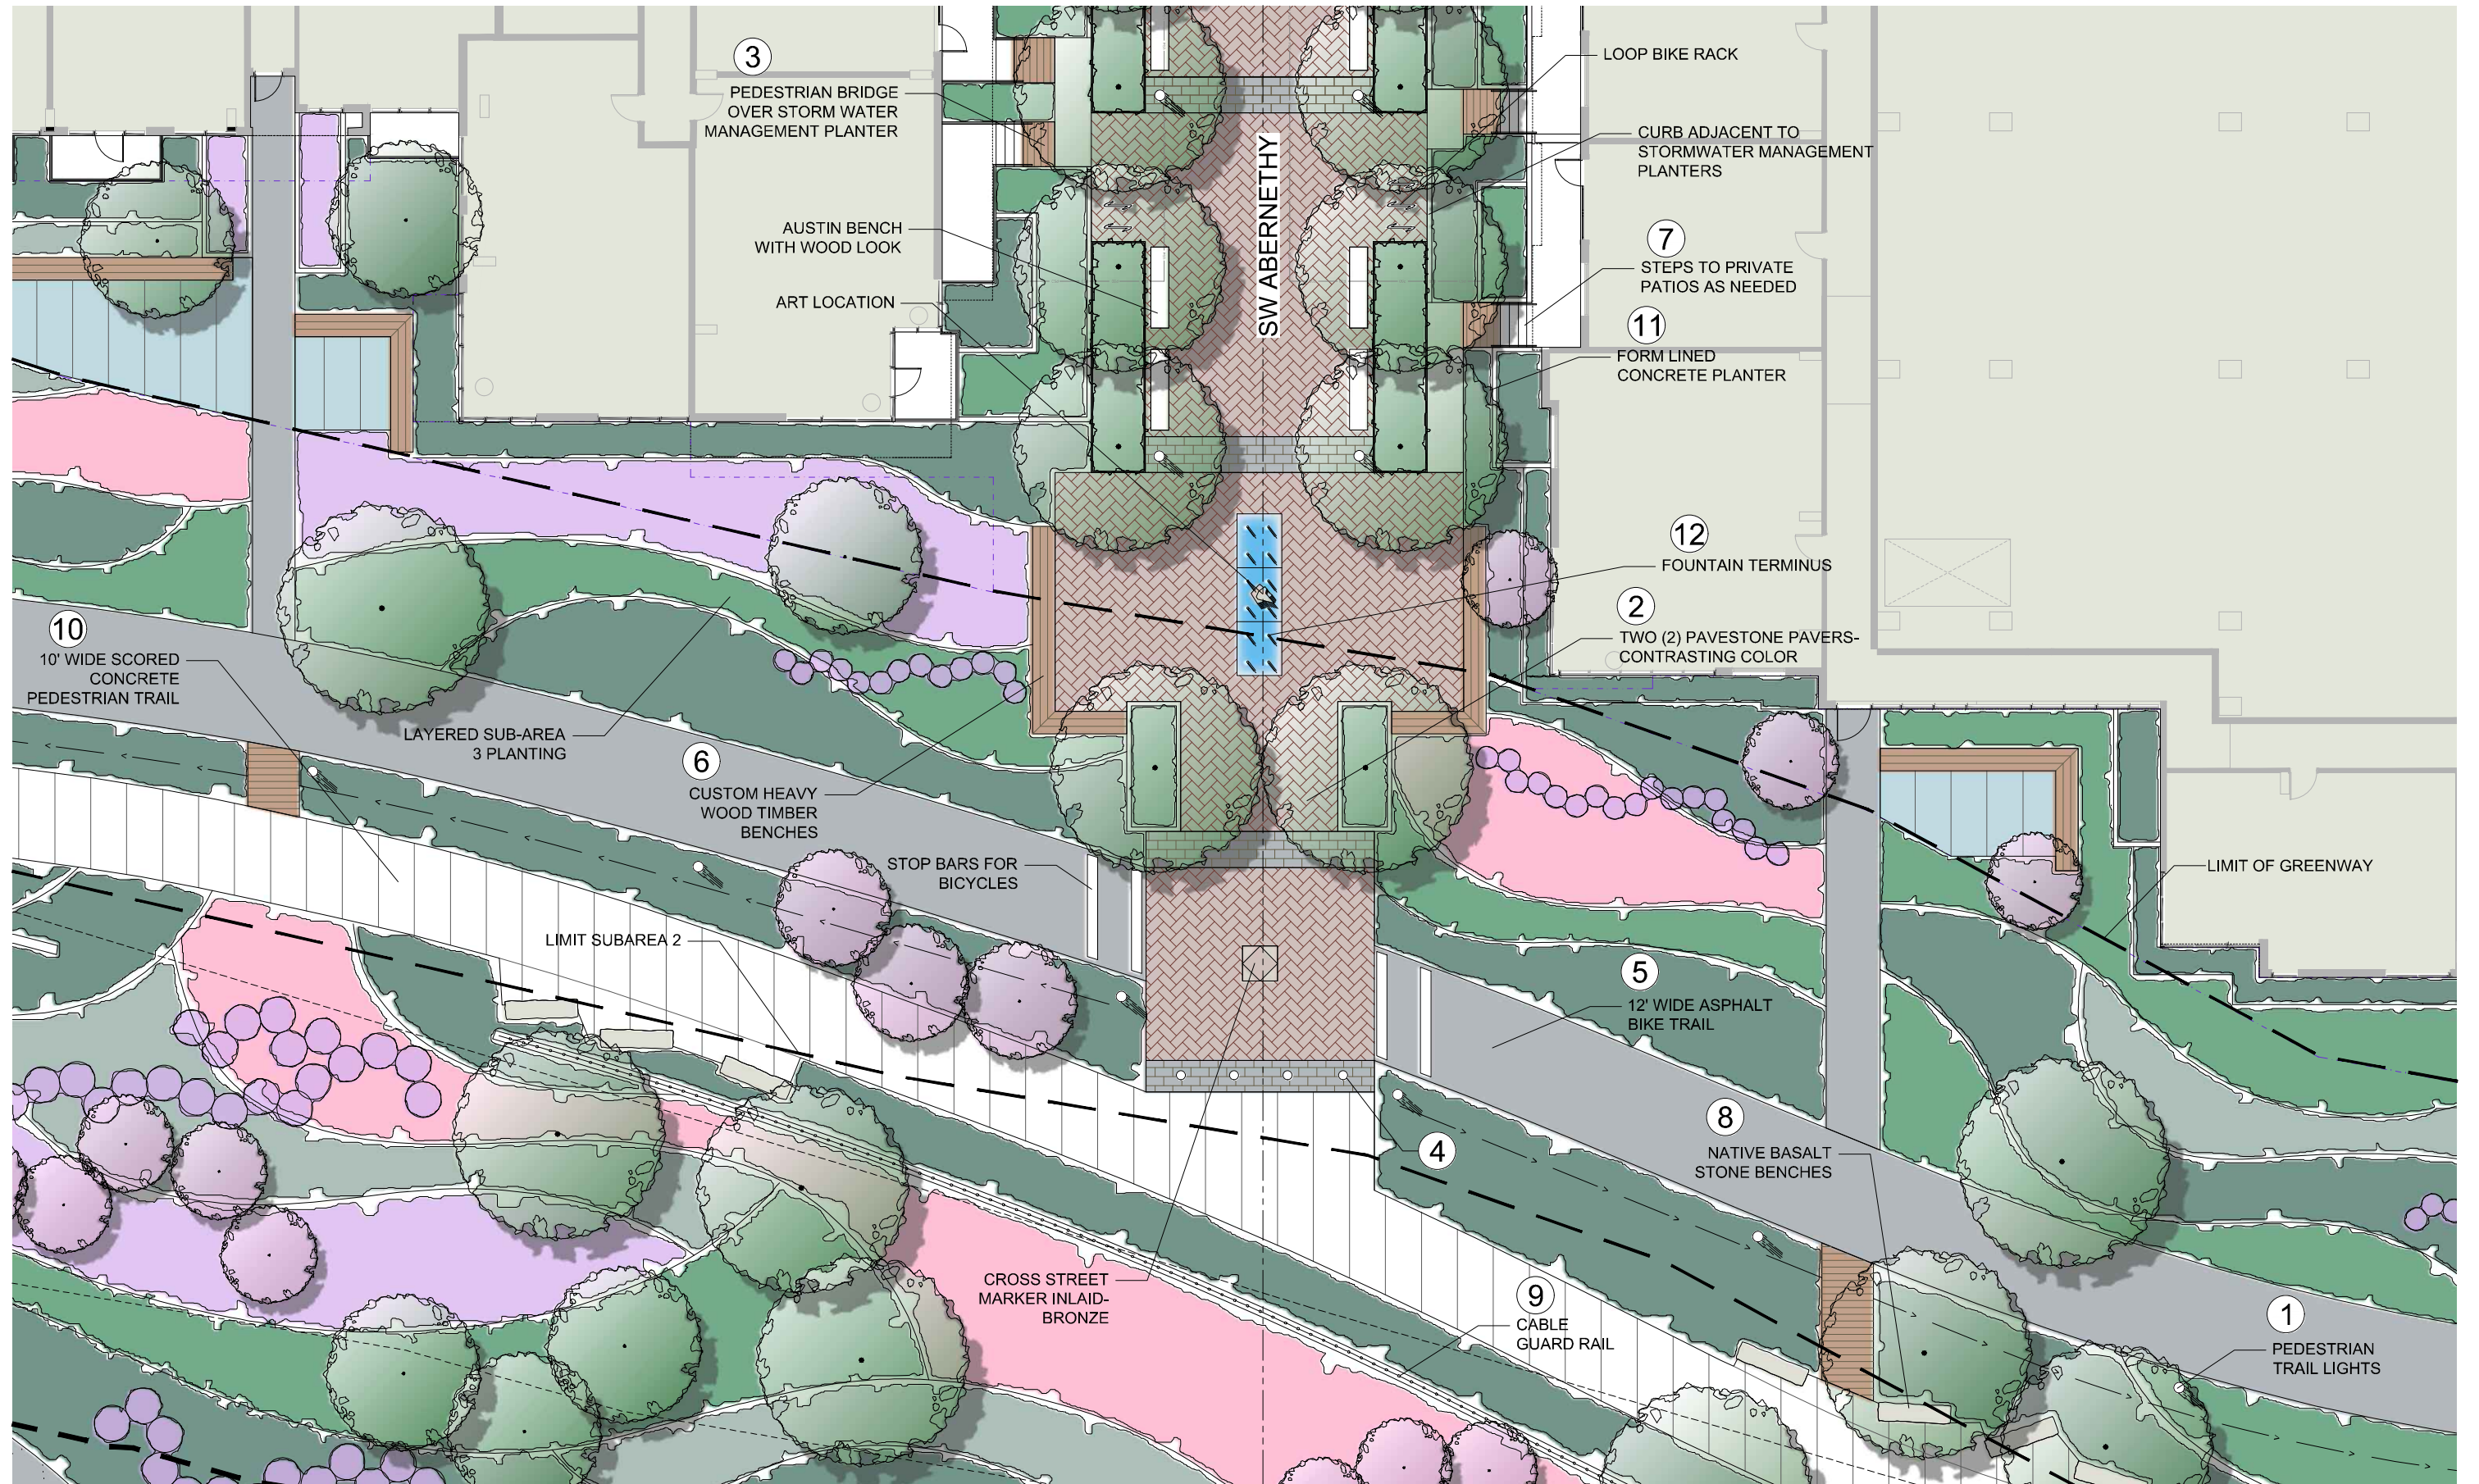 3
PEDESTRIAN BRIDGE
OVER STORM WATER
MANAGEMENT PLANTER
LOOP BIKE RACK
CURB ADJACENT TO
STORMWATER MANAGEMENT
PLANTERS
SW ABERNETHY
AUSTIN BENCH
WITH WOOD LOOK
ART LOCATION
7
STEPS TO PRIVATE
PATIOS AS NEEDED
11
FORM LINED
CONCRETE PLANTER
12
FOUNTAIN TERMINUS
2
TWO (2) PAVESTONE PAVERS-
CONTRASTING COLOR
10
10' WIDE SCORED
CONCRETE
PEDESTRIAN TRAIL
LAYERED SUB-AREA
3 PLANTING
6
CUSTOM HEAVY
WOOD TIMBER
BENCHES
STOP BARS FOR
BICYCLES
LIMIT OF GREENWAY
LIMIT SUBAREA 2
5
12' WIDE ASPHALT
BIKE TRAIL
4
8
NATIVE BASALT
STONE BENCHES
CROSS STREET
MARKER INLAID-
BRONZE
9
CABLE
GUARD RAIL
1
PEDESTRIAN
TRAIL LIGHTS